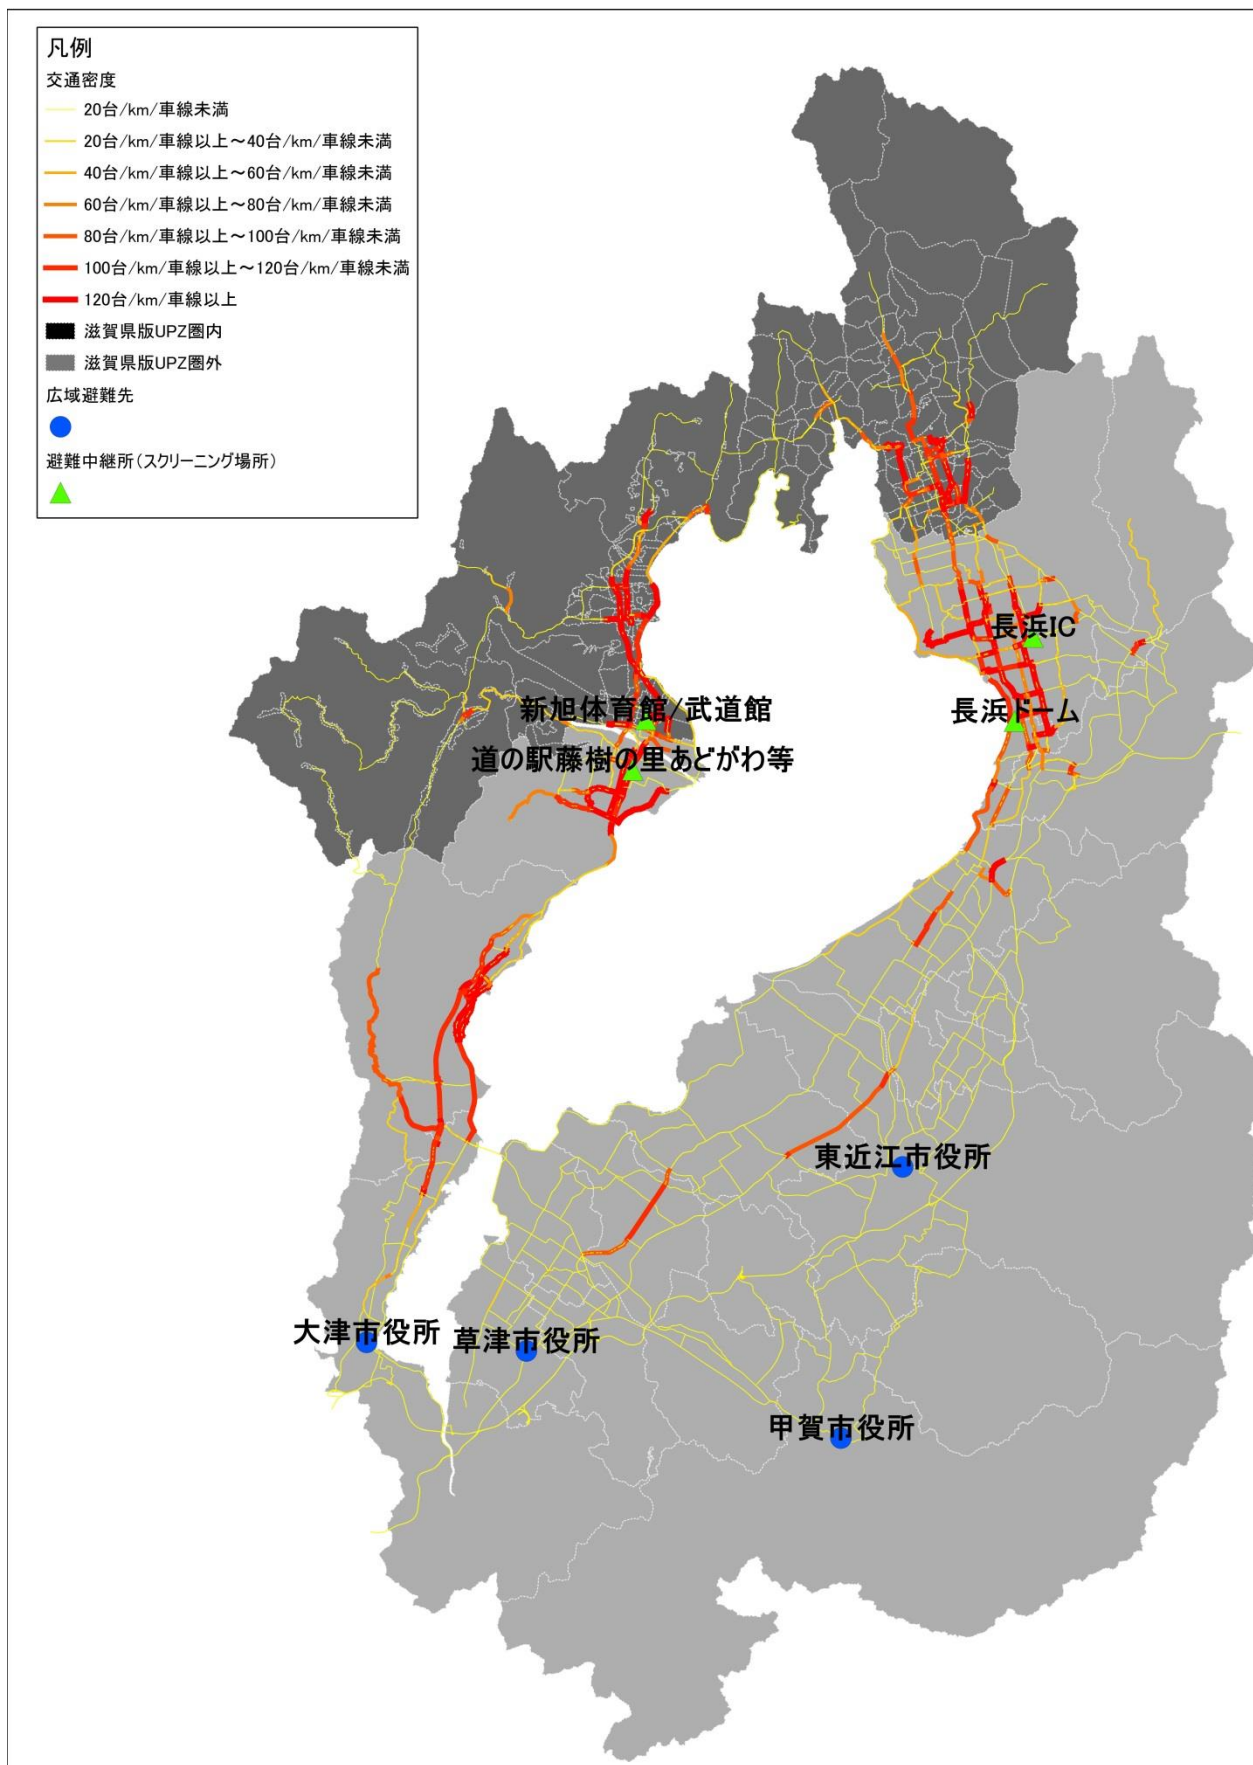 凡例
交通密度
20台/km/車線未満
20台/km/車線以上～40台/km/車線未満
40台/km/車線以上～60台/km/車線未満
60台/km/車線以上～80台/km/車線未満
80台/km/車線以上～100台/km/車線未満
100台/km/車線以上～120台/km/車線未満
120台/km/車線以上
滋賀県版UPZ圏内
滋賀県版UPZ圏外
広域避難先
避難中継所(スクリーニング場所)
長浜IC
新旭体育館/武道館
長浜ドーム
道の駅藤樹の里あどがわ等
東近江市役所
大津市役所
草津市役所
甲賀市役所